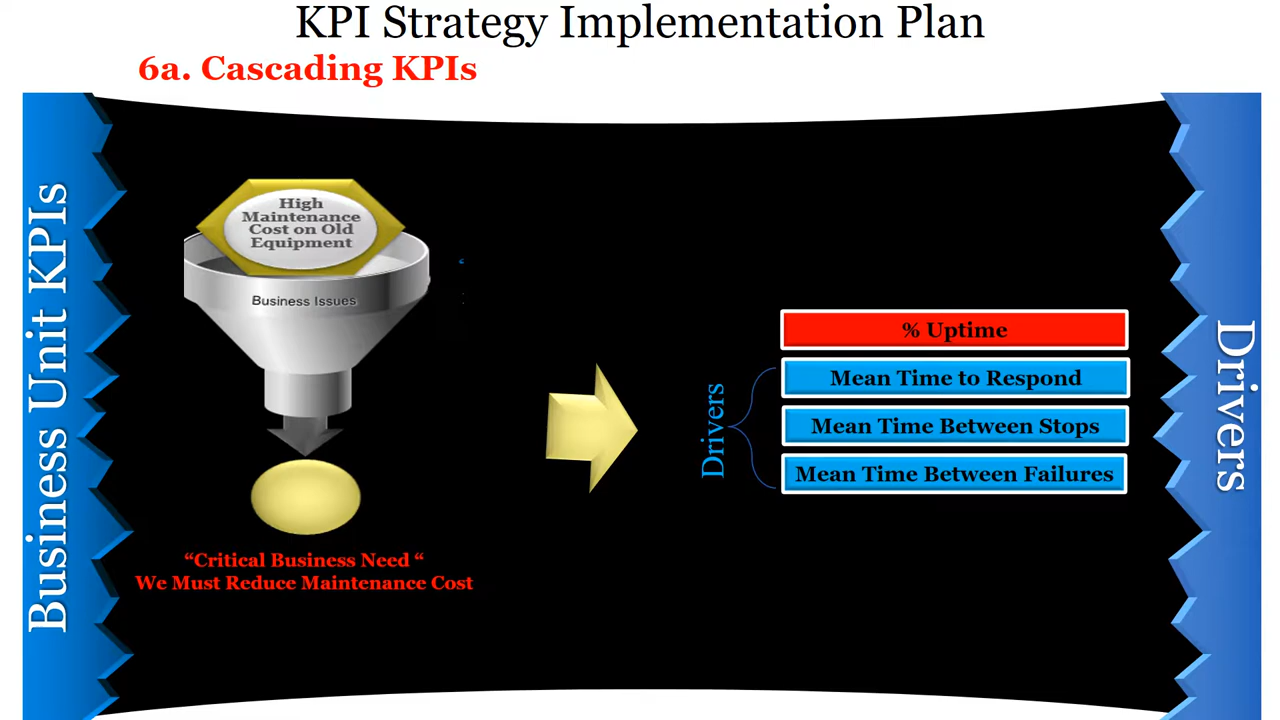 KPI Strategy Implementation Plan
6a. Cascading KPIs
Business Unit KPIs
High
Maintenance
Cost on Old
Equipment
Business Issues
“Critical Business Need “
We Must Reduce Maintenance Cost
Drivers
% Uptime
Mean Time to Respond
Mean Time Between Stops
Mean Time Between Failures
Drivers